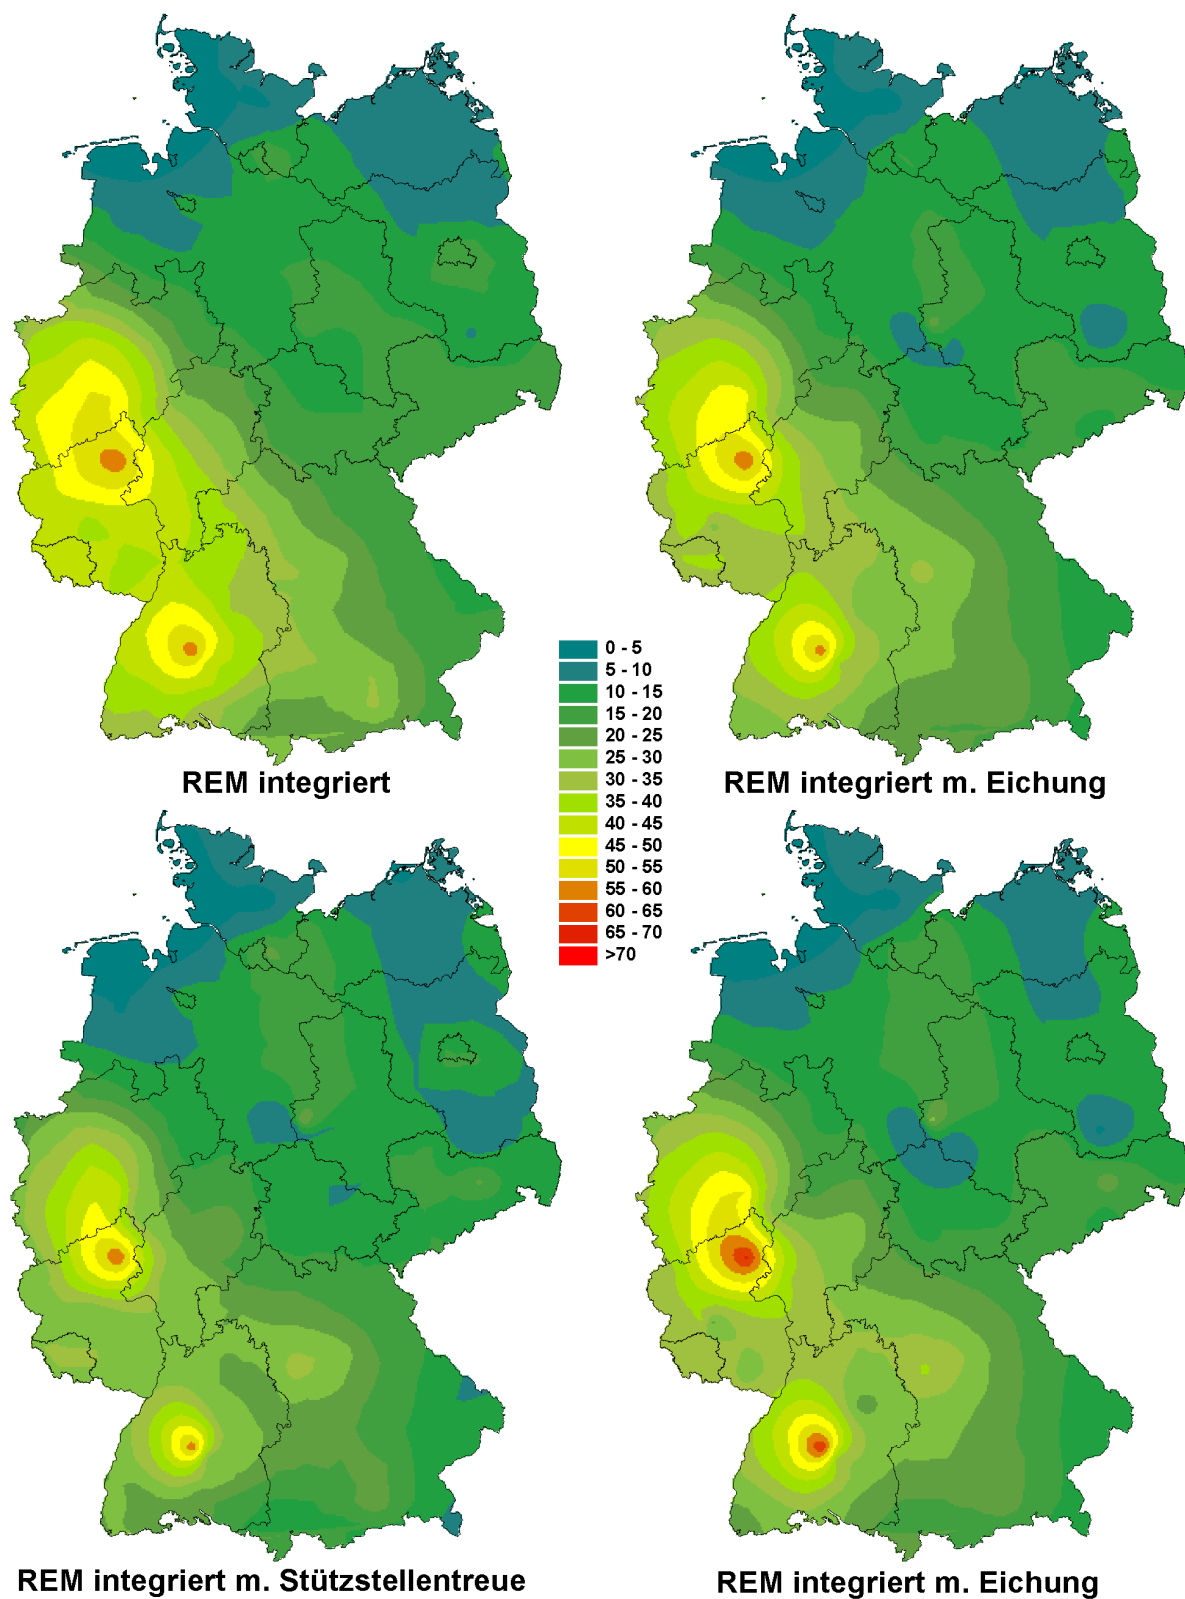 0 - 5
5 - 10
10 - 15
15 - 20
20 - 25
25 - 30
30 - 35
35 - 40
40 - 45
45 - 50
50 - 55
55 - 60
60 - 65
65 - 70
>70
REM integriert
REM integriert m. Eichung
REM integriert m. Stützstellentreue
REM integriert m. Eichung